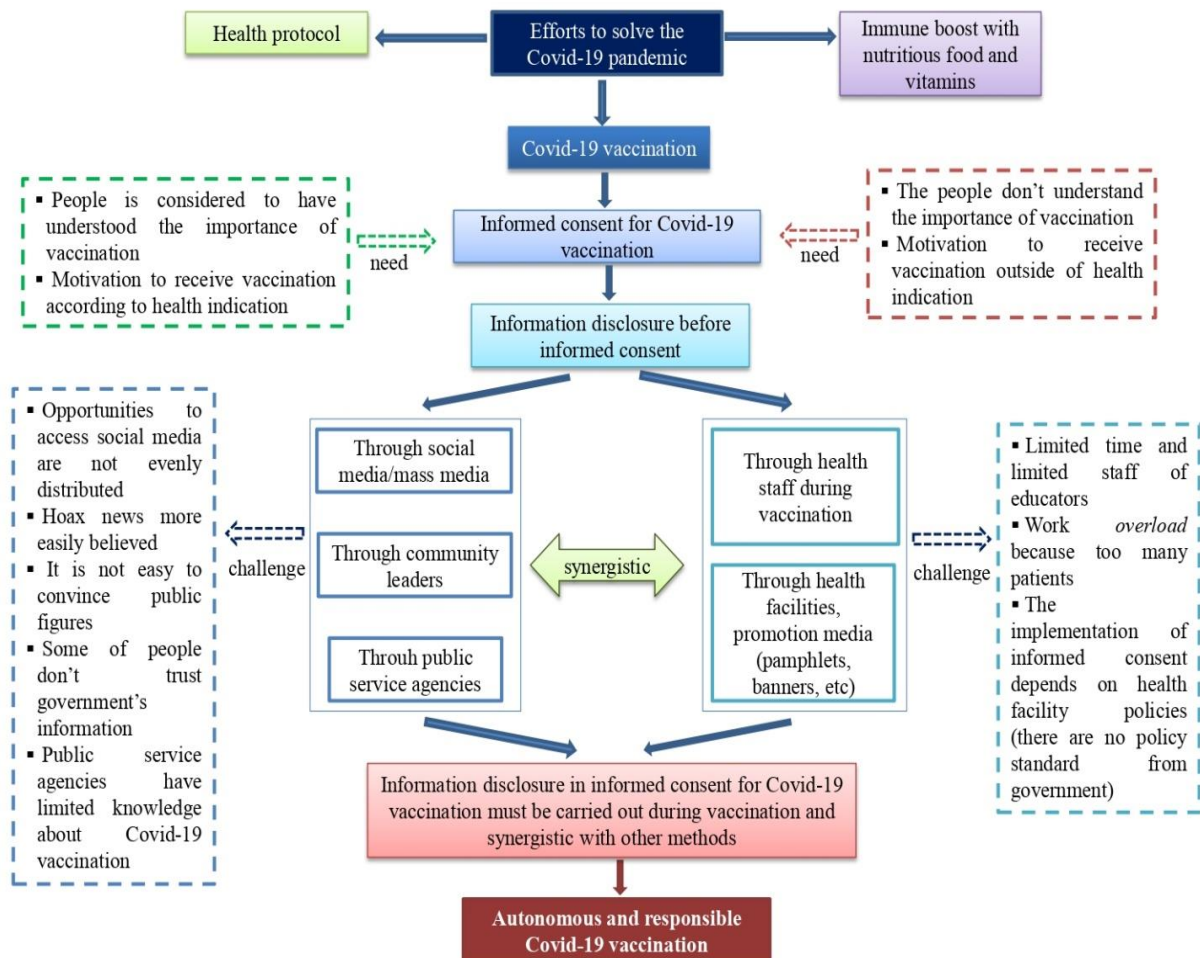 Health protocol
Efforts to solve the
Covid-19 pandemic
Immune boost with
nutritious food and
vitamins
Covid-19 vaccination
▪ People is considered to have
understood the importance of
vaccination
▪ Motivation to receive vaccination
according to health indication
need
Informed consent for Covid-19
vaccination
need
▪ The people don’t understand
the importance of vaccination
▪ Motivation to receive
vaccination outside of health
indication
Information disclosure before
informed consent
▪ Opportunities to
access social media
are not evenly
distributed
▪ Hoax news more
easily believed
▪ It is not easy to
convince public
figures
▪ Some of people
don’t trust
government’s
information
▪ Public service
agencies have
limited knowledge
about Covid-19
vaccination
challenge
Through social
media/mass media
Through community
leaders
Throuh public
service agencies
synergistic
Through health
staff during
vaccination
Through health
facilities,
promotion media
(pamphlets,
banners, etc)
challenge
▪ Limited time and
limited staff of
educators
▪ Work overload
because too many
patients
▪ The
implementation of
informed consent
depends on health
facility policies
(there are no policy
standard from
government)
Information disclosure in informed consent for Covid-19
vaccination must be carried out during vaccination and
synergistic with other methods
Autonomous and responsible
Covid-19 vaccination